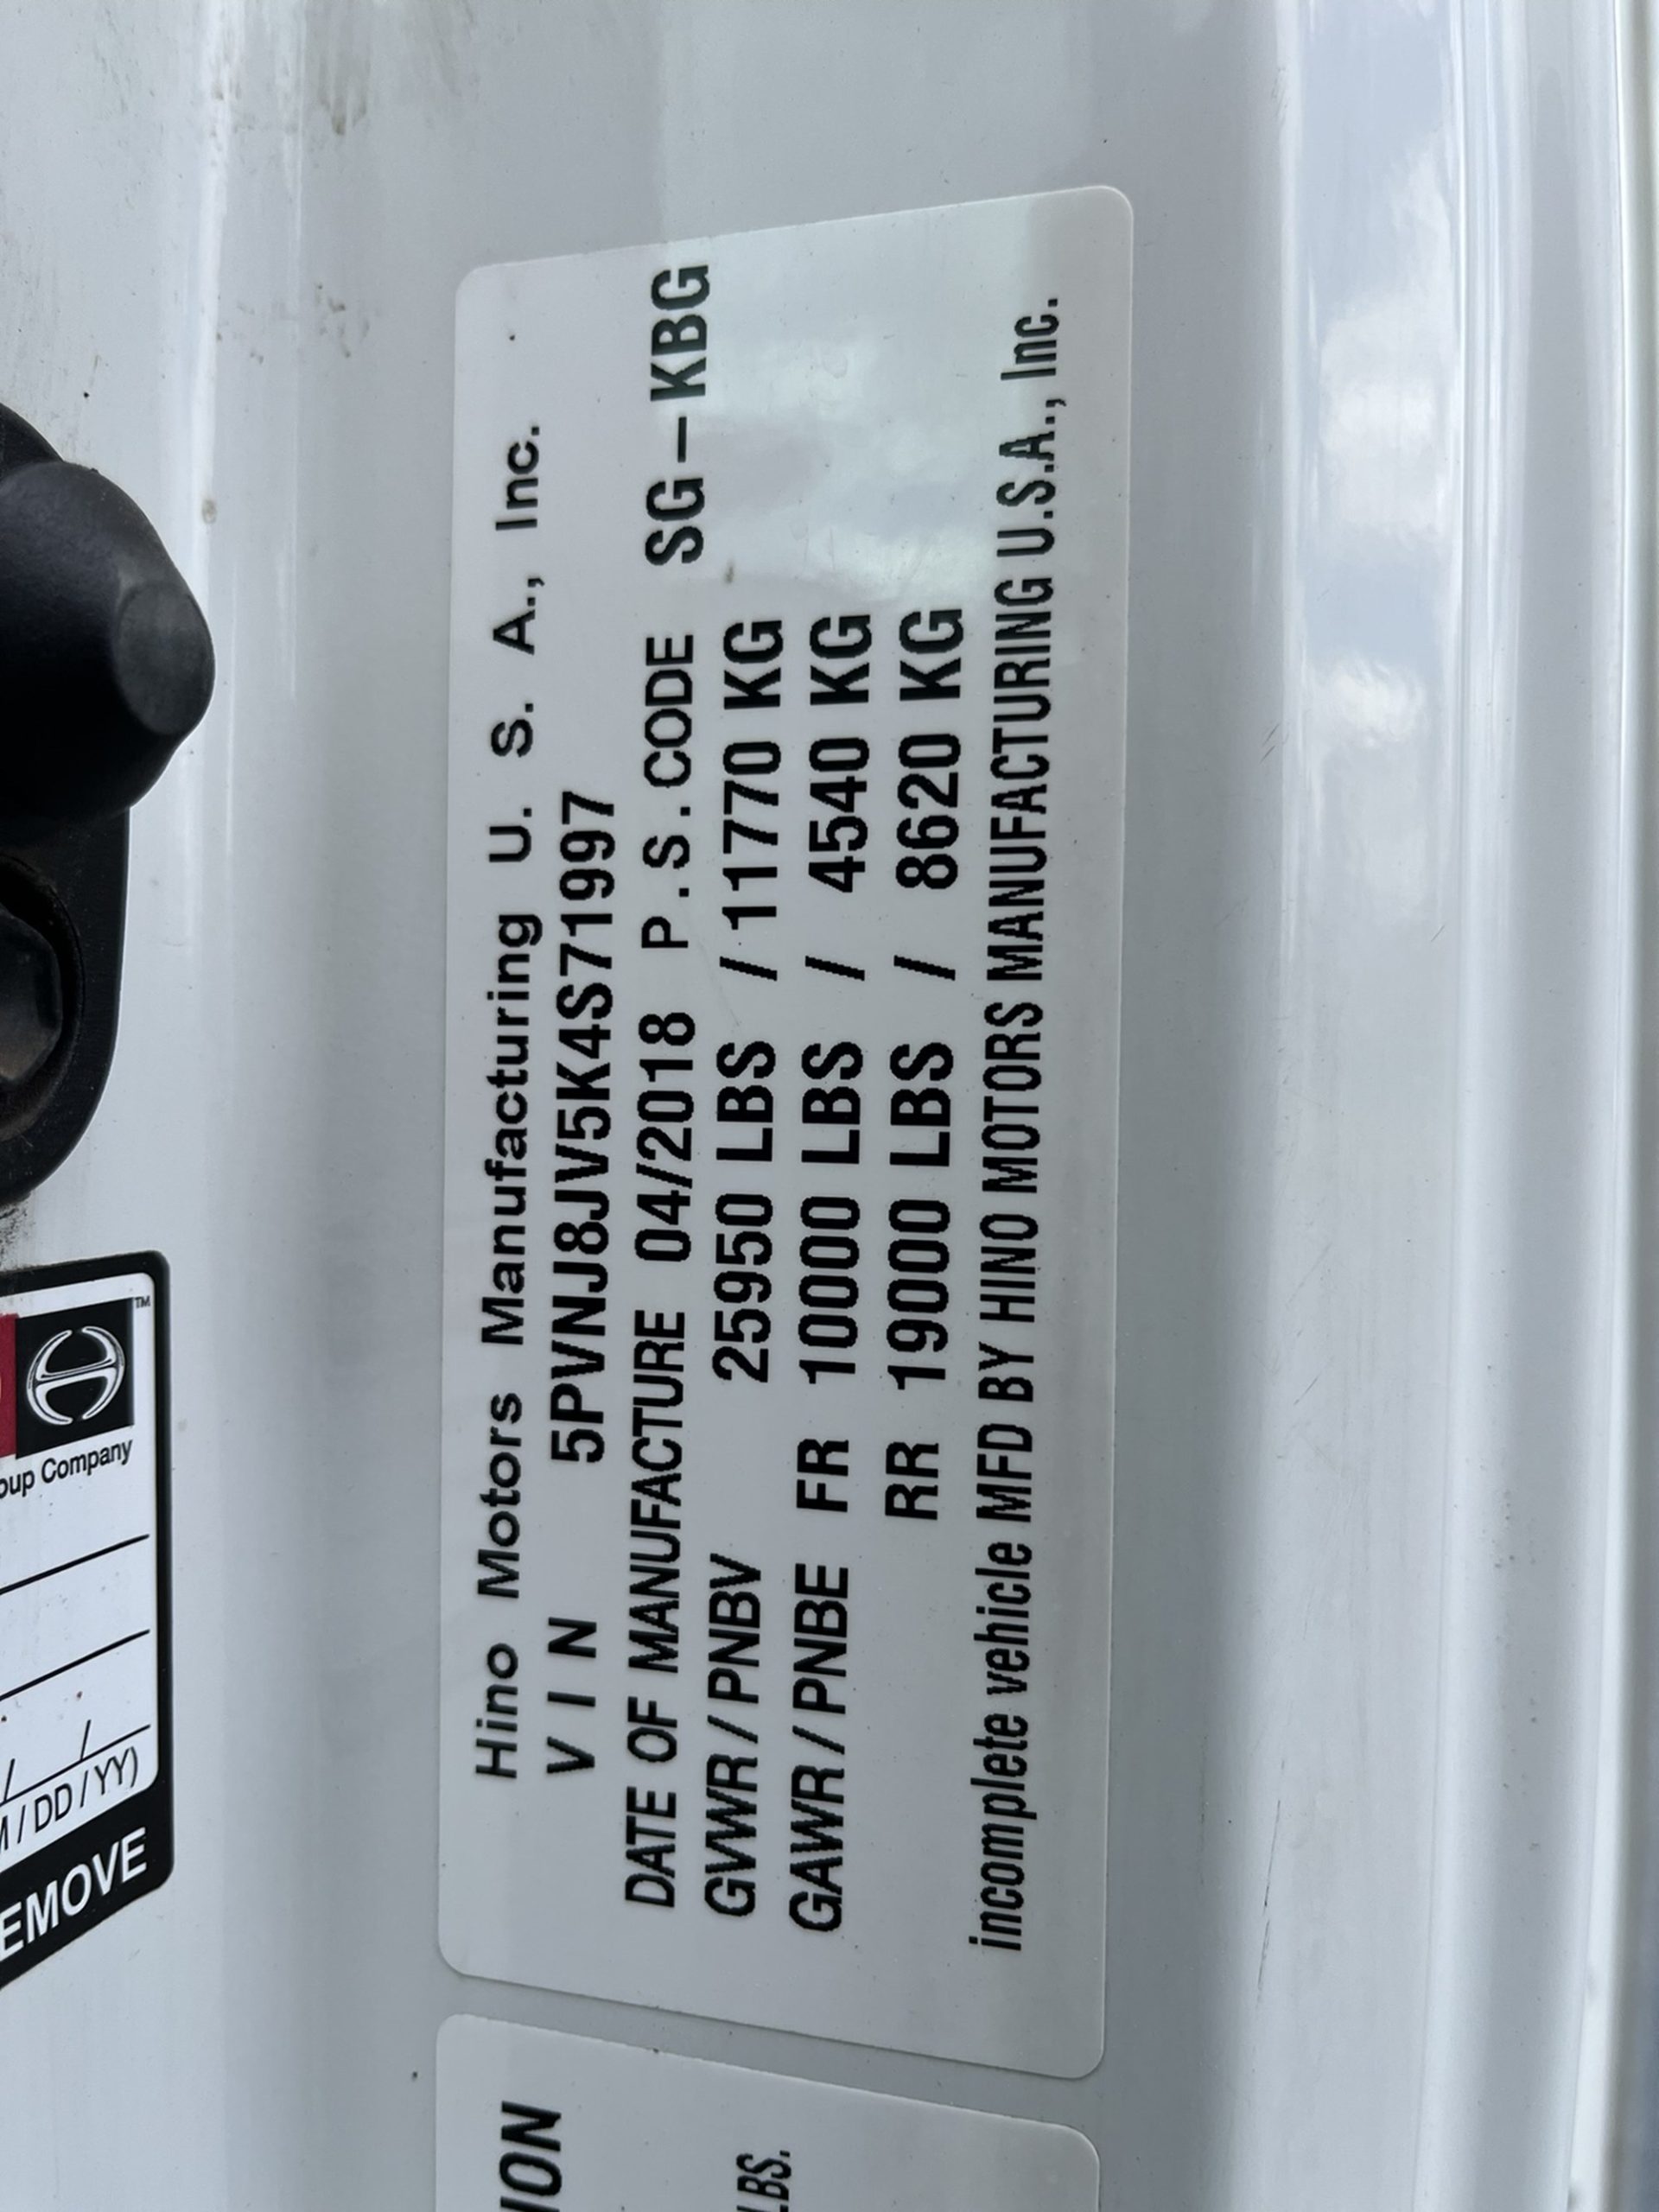 Hino Motors Manufacturing U. S. A., Inc.
VIN 5PVNJ8JV5K4S71997
DATE OF MANUFACTURE 04/2018 P.S.CODE SG-KBG
GVWR/PNBV 25950 LBS / 11770 KG
GAWR/PNBE FR 10000 LBS / 4540 KG
RR 19000 LBS / 8620 KG
incomplete vehicle MFD BY HINO MOTORS MANUFACTURING U.S.A., Inc.
oup Company
TM
/ /
M/DD/YY)
EMOVE
ION
LBS.